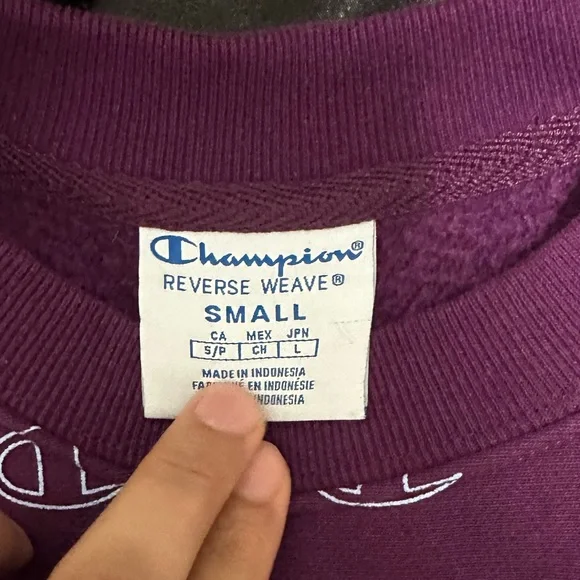 Champion®
REVERSE WEAVE®
SMALL
CA MEX JPN
S/P CH L
MADE IN INDONESIA
EN INDONÉSIE
INDONESIA